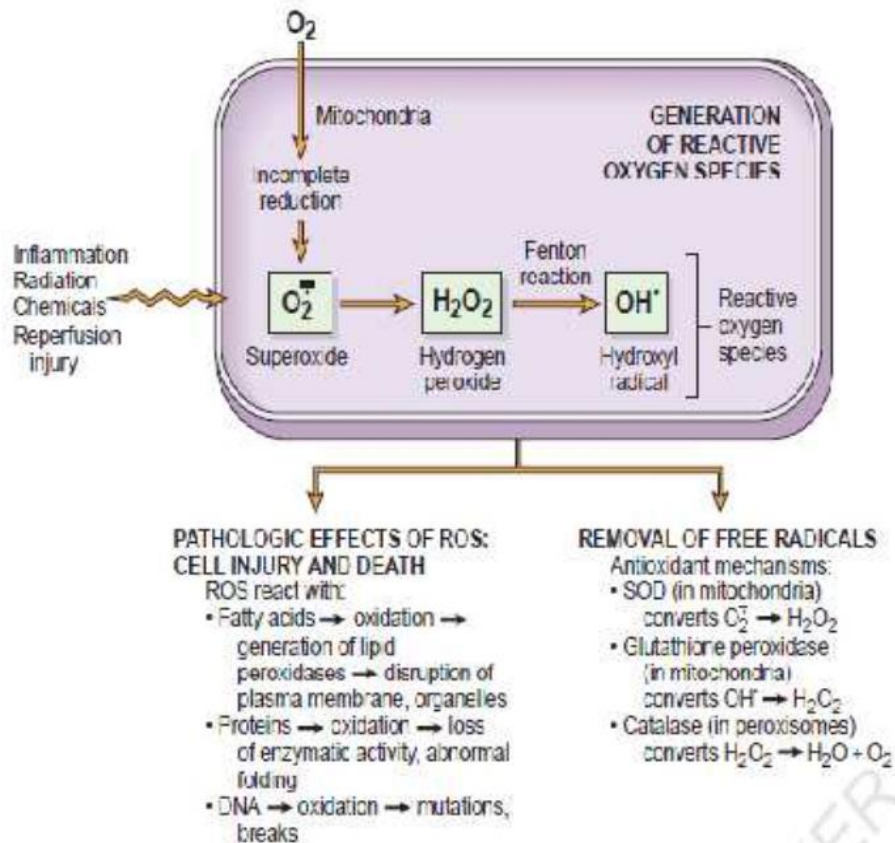 O₂
Mitochondria
GENERATION
OF REACTIVE
OXYGEN SPECIES
Incomplete
reduction
Inflammation
Radiation
Chemicals
Reperfusion
injury
Fenton
reaction
O₂⁻
H₂O₂
OH•
Superoxide
Hydrogen
peroxide
Hydroxyl
radical
Reactive
oxygen
species
PATHOLOGIC EFFECTS OF ROS:
CELL INJURY AND DEATH
ROS react with:
• Fatty acids → oxidation →
generation of lipid
peroxidases → disruption of
plasma membrane, organelles
• Proteins → oxidation → loss
of enzymatic activity, abnormal
folding
• DNA → oxidation → mutations,
breaks
REMOVAL OF FREE RADICALS
Antioxidant mechanisms:
• SOD (in mitochondria)
converts O₂⁻ → H₂O₂
• Glutathione peroxidase
(in mitochondria)
converts OH• → H₂O₂
• Catalase (in peroxisomes)
converts H₂O₂ → H₂O + O₂